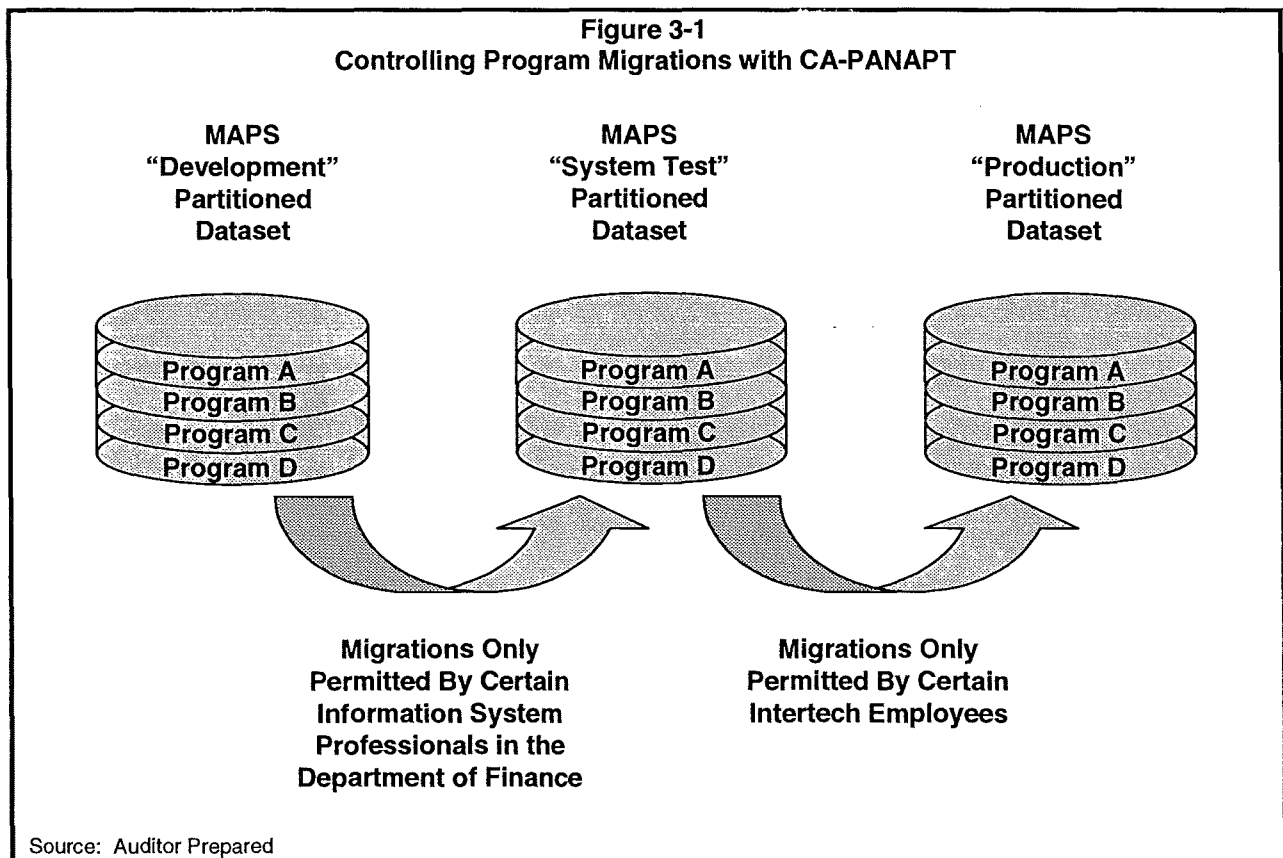 Figure 3-1
Controlling Program Migrations with CA-PANAPT
MAPS
“Development”
Partitioned
Dataset
MAPS
“System Test”
Partitioned
Dataset
MAPS
“Production”
Partitioned
Dataset
Program A
Program B
Program C
Program D
Program A
Program B
Program C
Program D
Program A
Program B
Program C
Program D
Migrations Only
Permitted By Certain
Information System
Professionals in the
Department of Finance
Migrations Only
Permitted By Certain
Intertech Employees
Source: Auditor Prepared